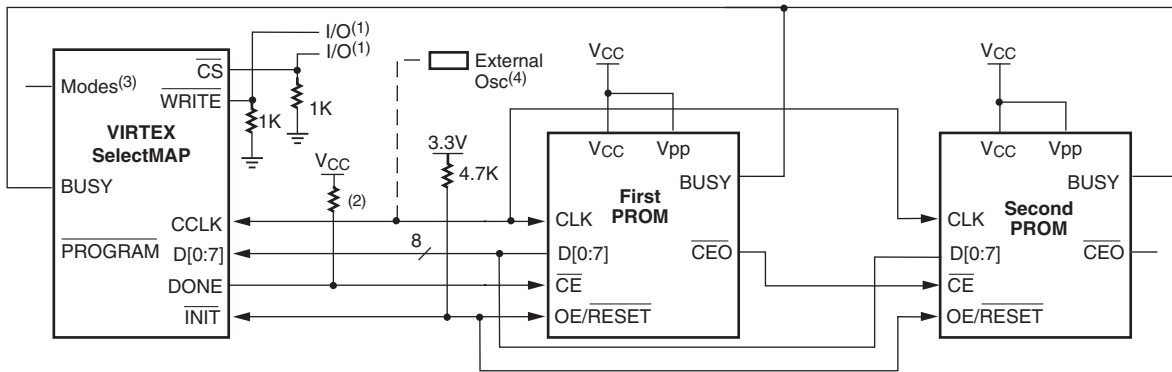 I/O(1)
I/O(1)
Modes(3)
CS
WRITE
VIRTEX
SelectMAP
BUSY
CCLK
PROGRAM
D[0:7]
DONE
INIT
1K
1K
VCC
(2)
External
Osc(4)
3.3V
4.7K
8
VCC
VCC
Vpp
BUSY
First
PROM
CLK
D[0:7]
CEO
CE
OE/RESET
VCC
VCC
Vpp
BUSY
Second
PROM
CLK
D[0:7]
CEO
CE
OE/RESET